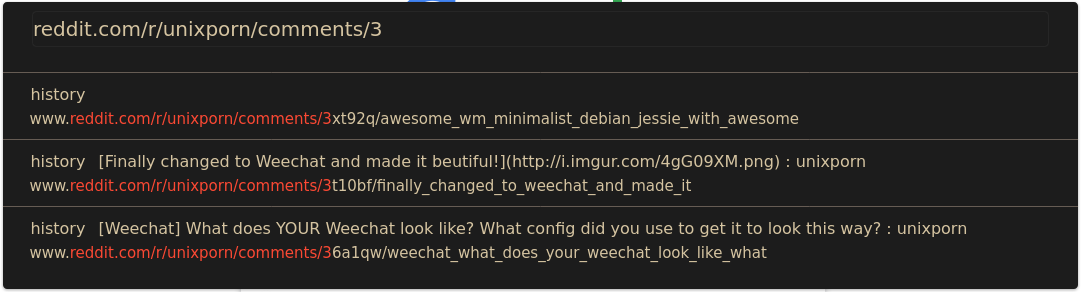 reddit.com/r/unixporn/comments/3
history
www.reddit.com/r/unixporn/comments/3xt92q/awesome_wm_minimalist_debian_jessie_with_awesome
history [Finally changed to Weechat and made it beutiful!](http://i.imgur.com/4gG09XM.png) : unixporn
www.reddit.com/r/unixporn/comments/3t10bf/finally_changed_to_weechat_and_made_it
history [Weechat] What does YOUR Weechat look like? What config did you use to get it to look this way? : unixporn
www.reddit.com/r/unixporn/comments/36a1qw/weechat_what_does_your_weechat_look_like_what